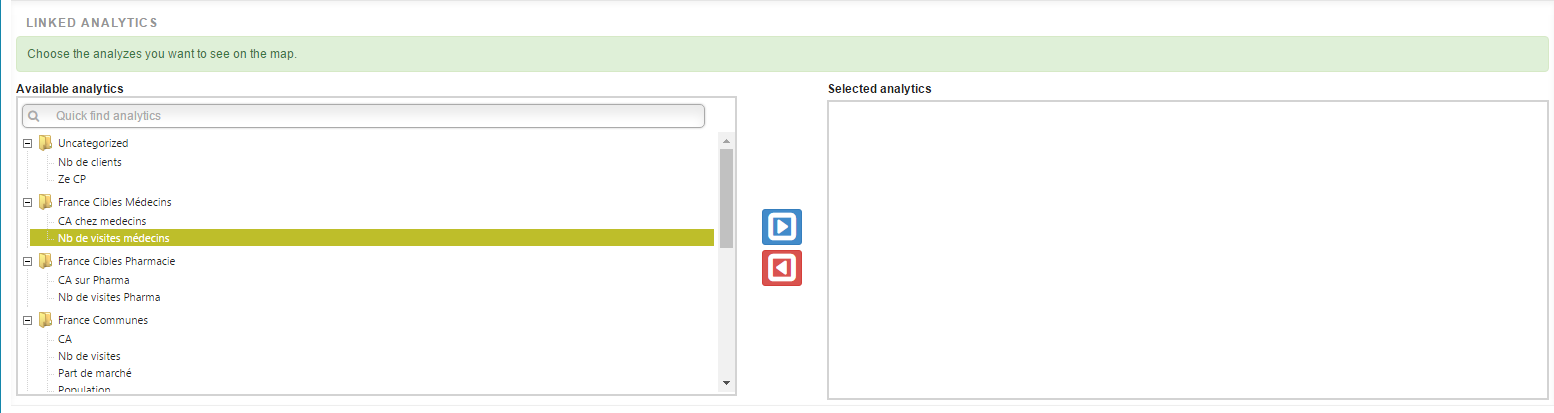 LINKED ANALYTICS
Choose the analyzes you want to see on the map.
Available analytics
Quick find analytics
Uncategorized
Nb de clients
Ze CP
France Cibles Médecins
CA chez medecins
Nb de visites médecins
France Cibles Pharmacie
CA sur Pharma
Nb de visites Pharma
France Communes
CA
Nb de visites
Part de marché
Population
Selected analytics